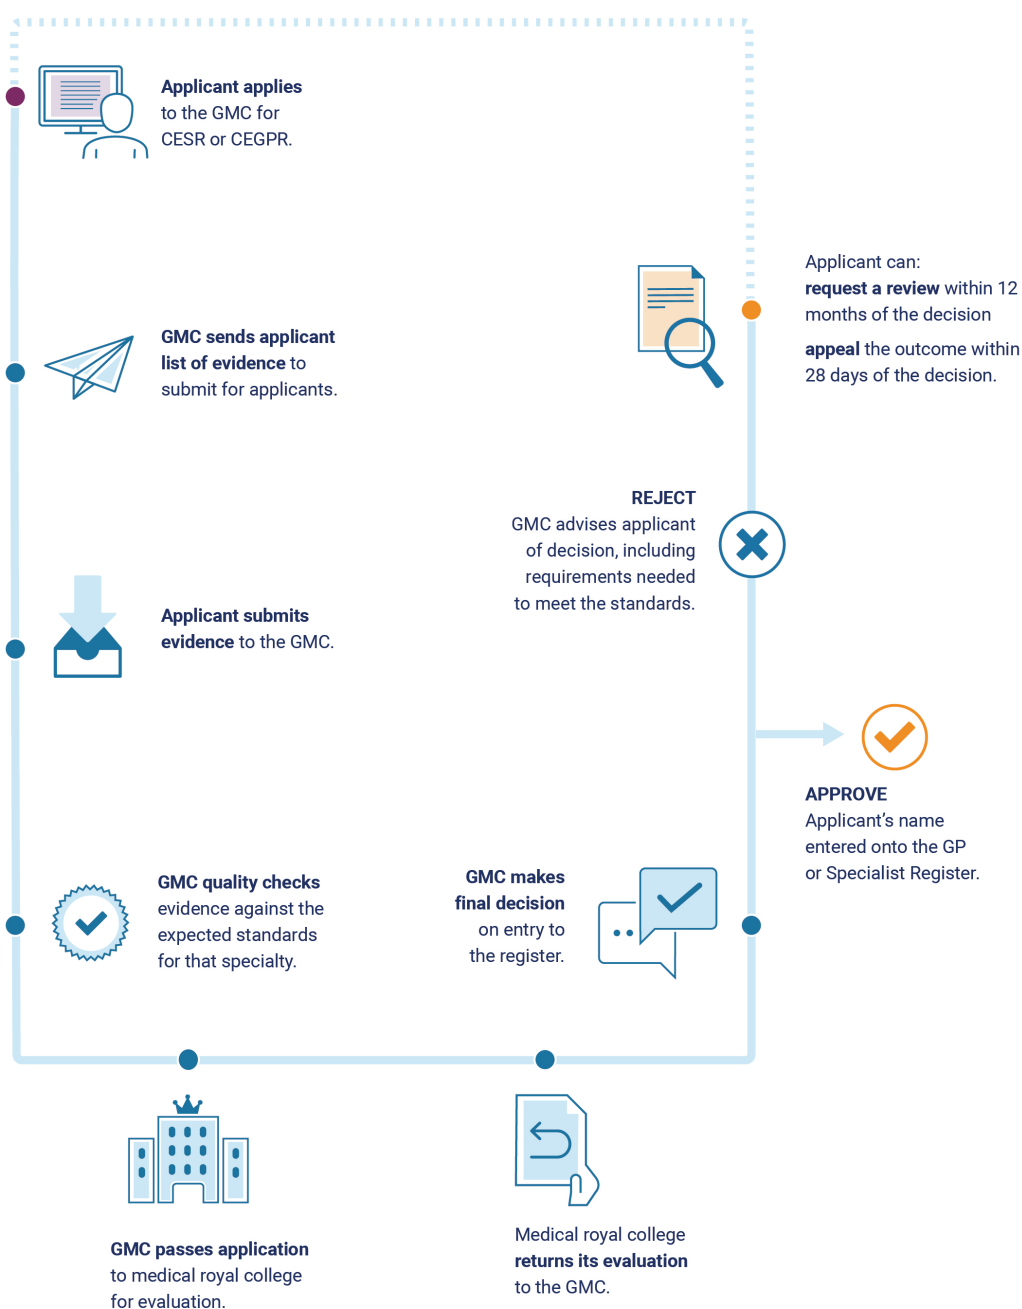 Applicant applies
to the GMC for
CESR or CEGPR.
GMC sends applicant
list of evidence to
submit for applicants.
Applicant submits
evidence to the GMC.
GMC quality checks
evidence against the
expected standards
for that specialty.
GMC passes application
to medical royal college
for evaluation.
Medical royal college
returns its evaluation
to the GMC.
GMC makes
final decision
on entry to
the register.
APPROVE
Applicant’s name
entered onto the GP
or Specialist Register.
REJECT
GMC advises applicant
of decision, including
requirements needed
to meet the standards.
Applicant can:
request a review within 12
months of the decision
appeal the outcome within
28 days of the decision.